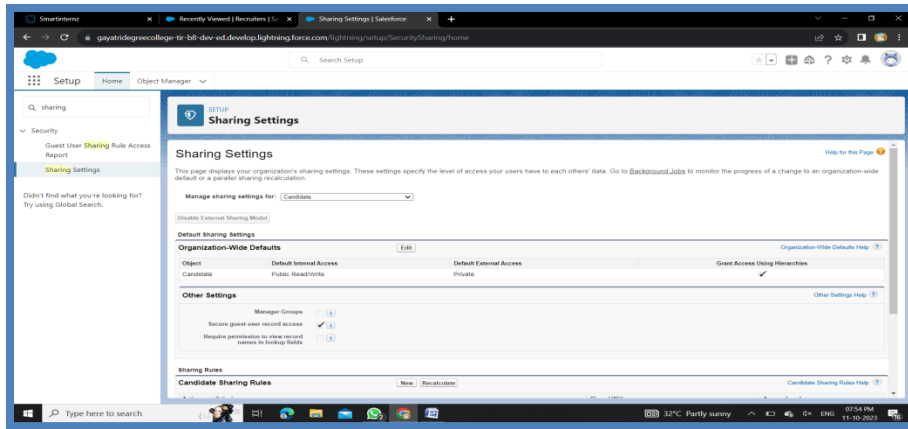 Smartinternz
Recently Viewed | Recruiters | Sa
Sharing Settings | Salesforce
gayatridegreecollege-tir-b8-dev-ed.develop.lightning.force.com/lightning/setup/SecuritySharing/home
Search Setup
Setup Home Object Manager
sharing
Security
Guest User Sharing Rule Access
Report
Sharing Settings
Didn't find what you're looking for?
Try using Global Search.
SETUP
Sharing Settings
Sharing Settings
Help for this Page
This page displays your organization's sharing settings. These settings specify the level of access your users have to each others' data. Go to Background Jobs to monitor the progress of a change to an organization-wide
default or a parallel sharing recalculation.
Manage sharing settings for: Candidate
Disable External Sharing Model
Default Sharing Settings
Organization-Wide Defaults Edit Organization-Wide Defaults Help ?
Object Default Internal Access Default External Access Grant Access Using Hierarchies
Candidate Public Read/Write Private
Other Settings Other Settings Help ?
Manager Groups i
Secure guest user record access i
Require permission to view record
names in lookup fields i
Sharing Rules
Candidate Sharing Rules New Recalculate Candidate Sharing Rules Help ?
Type here to search
32°C Partly sunny
ENG
07:54 PM
11-10-2023